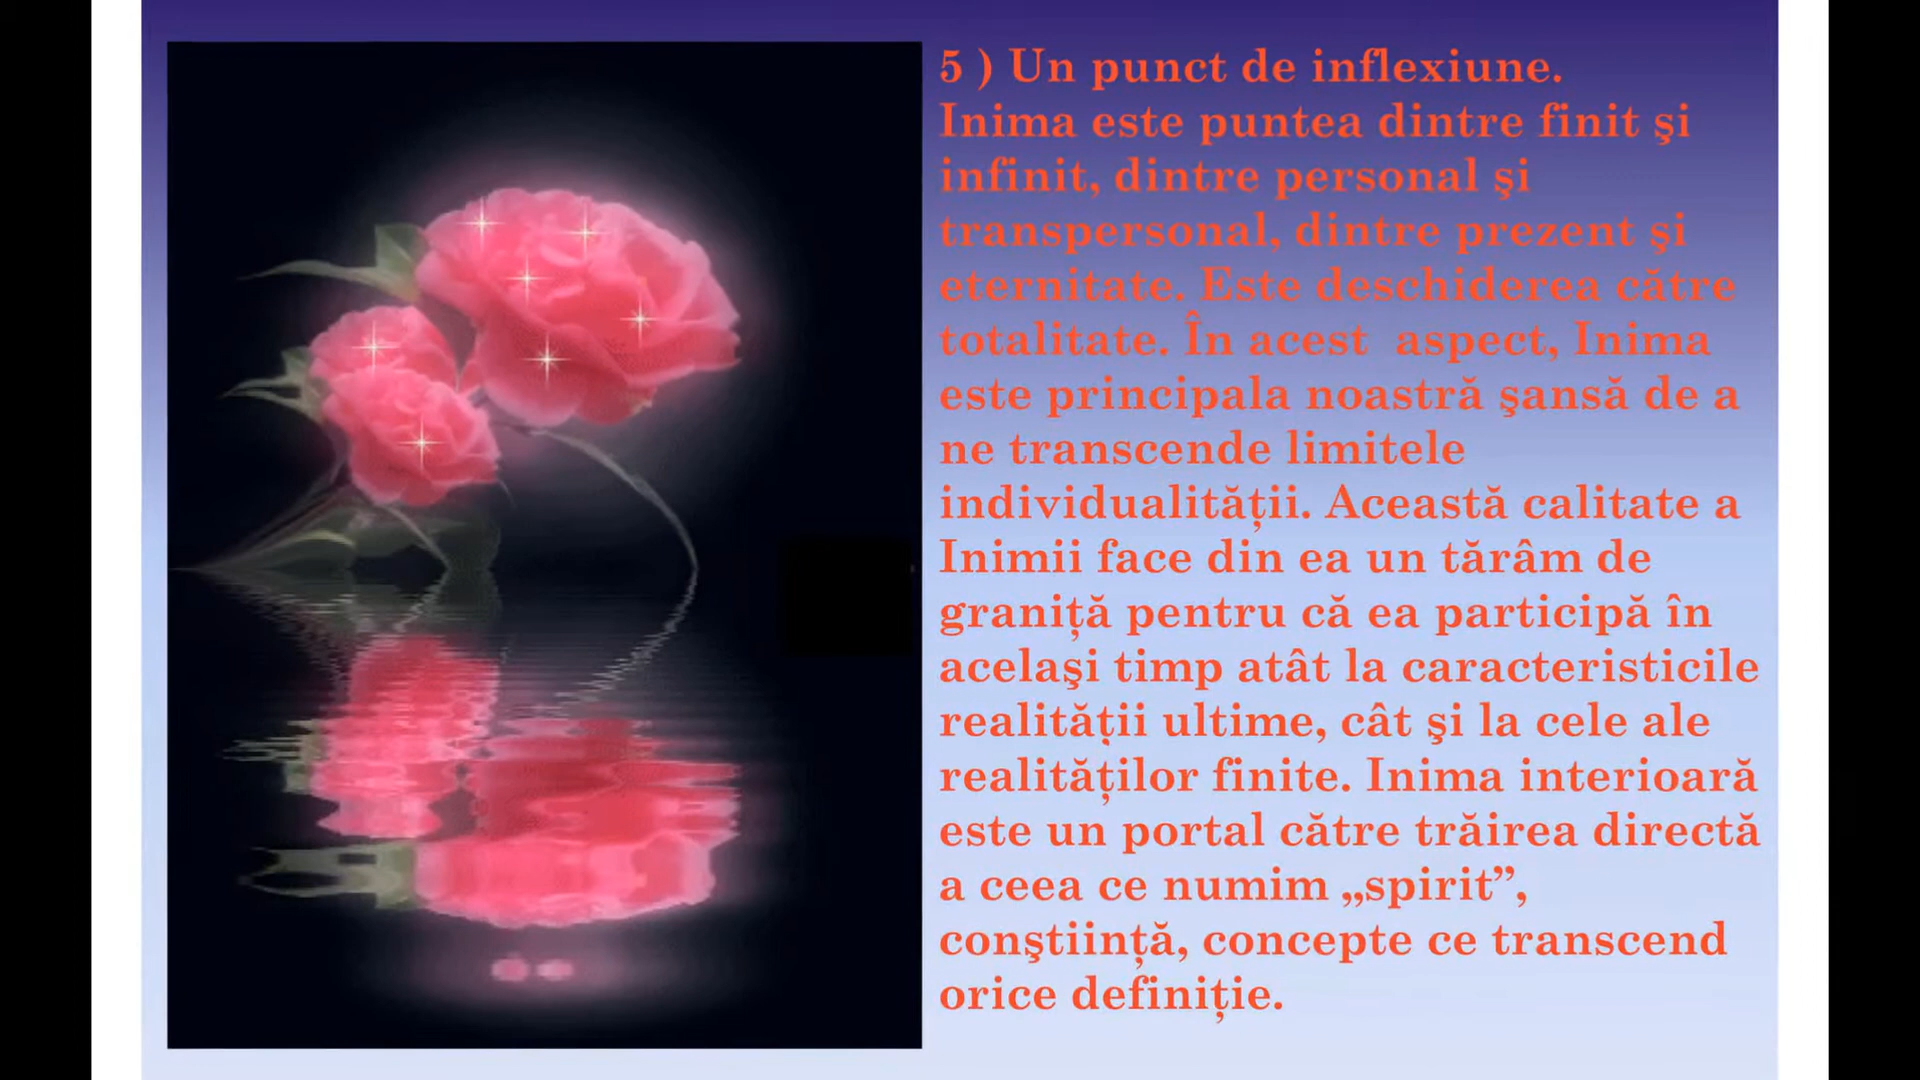 5 ) Un punct de inflexiune.
Inima este puntea dintre finit şi
infinit, dintre personal şi
transpersonal, dintre prezent şi
eternitate. Este deschiderea către
totalitate. În acest  aspect, Inima
este principala noastră şansă de a
ne transcende limitele
individualității. Această calitate a
Inimii face din ea un tărâm de
graniță pentru că ea participă în
acelaşi timp atât la caracteristicile
realității ultime, cât şi la cele ale
realităților finite. Inima interioară
este un portal către trăirea directă
a ceea ce numim „spirit”,
conştiință, concepte ce transcend
orice definiție.